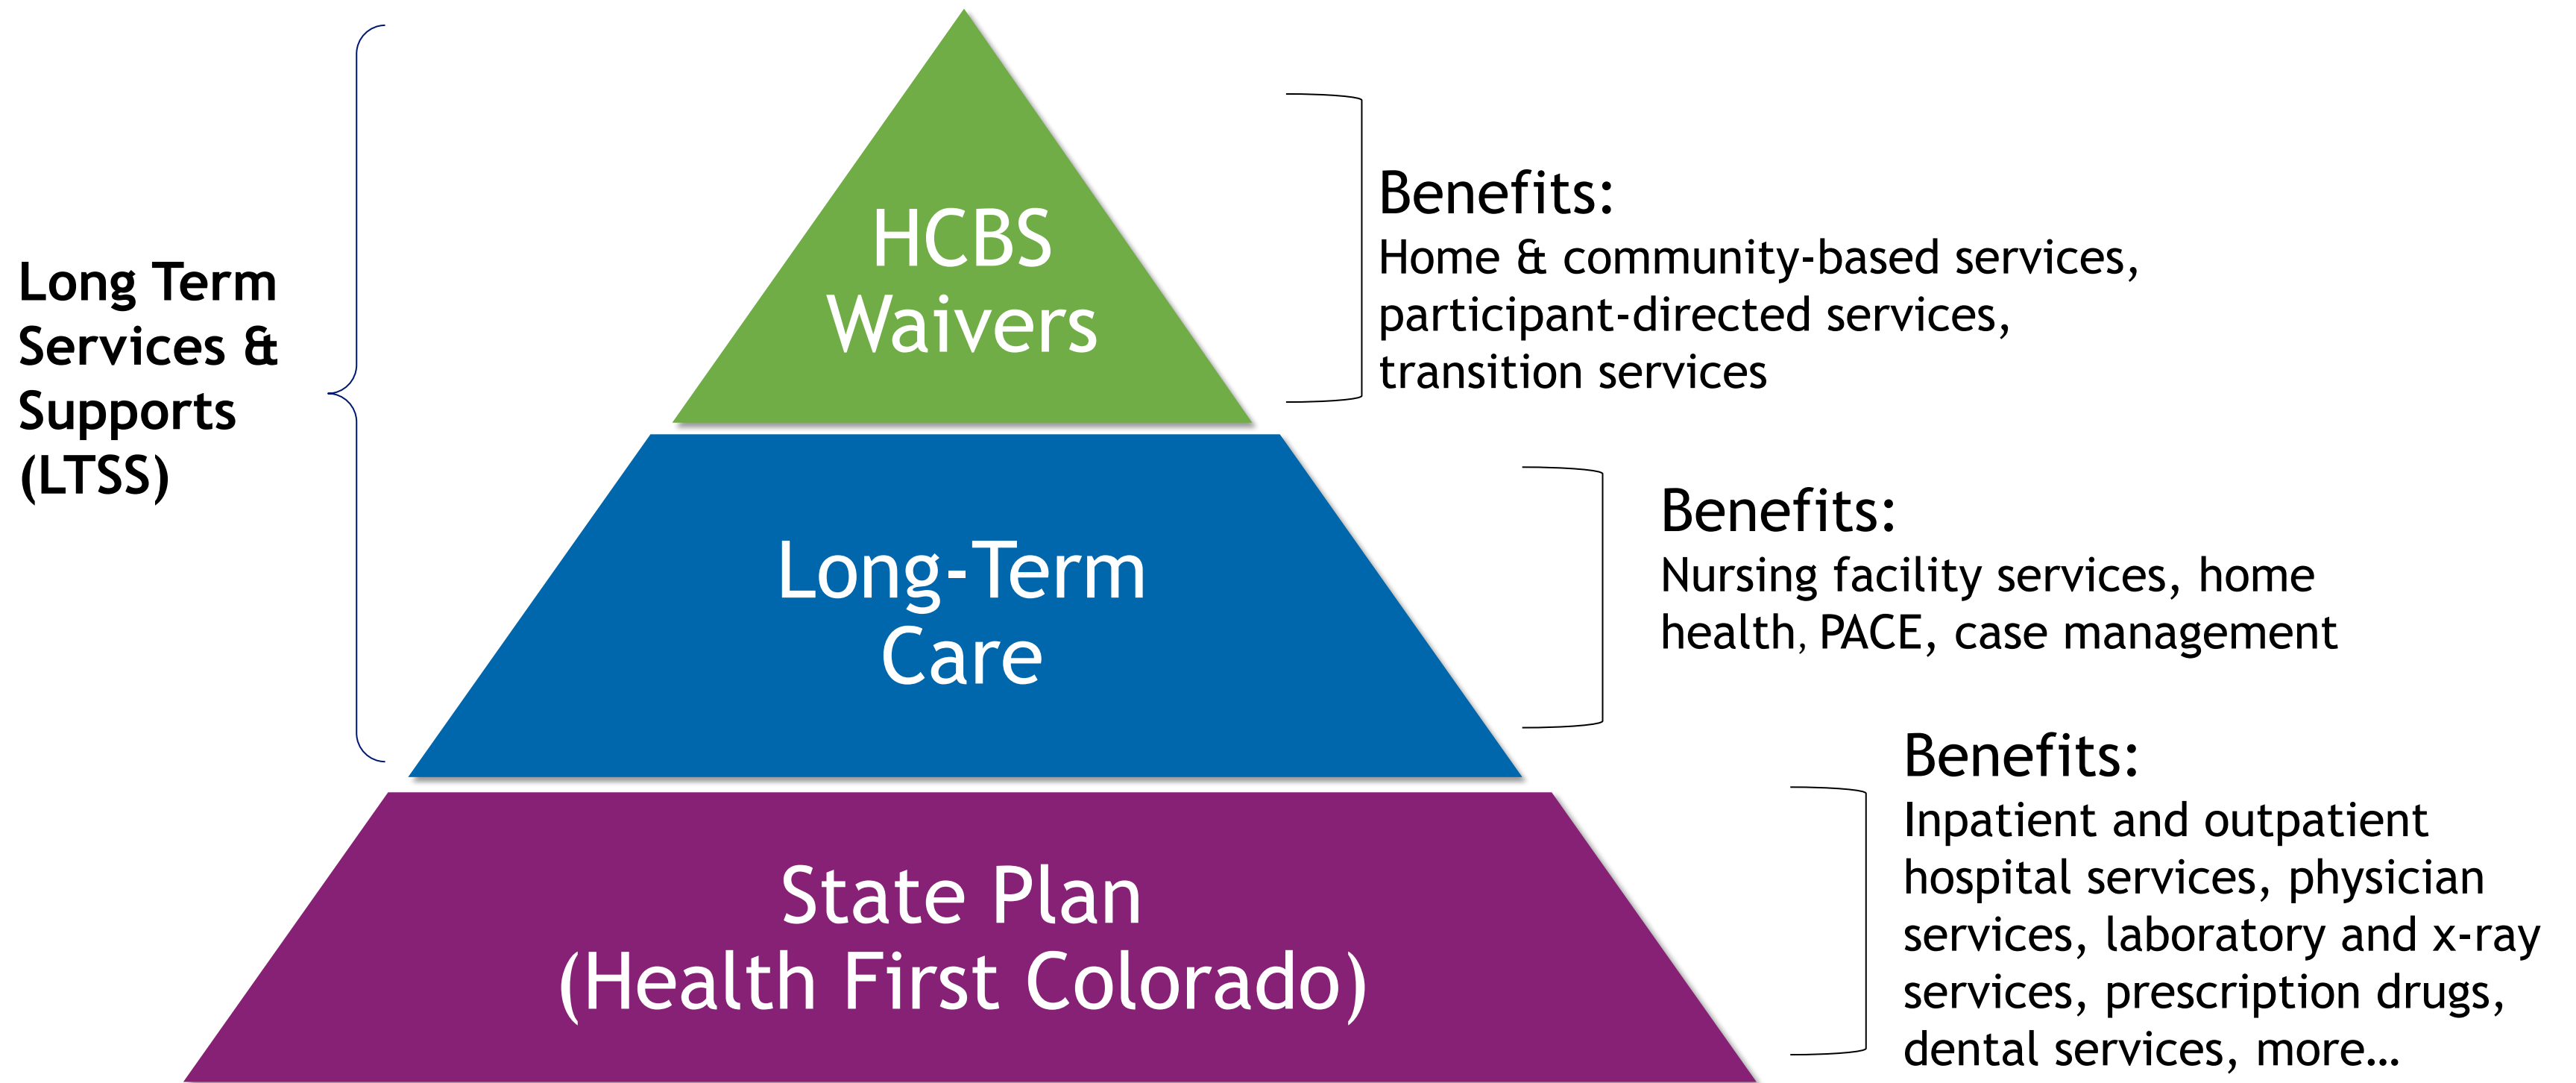 Long Term
Services &
Supports
(LTSS)
HCBS
Waivers
Benefits:
Home & community-based services,
participant-directed services,
transition services
Long-Term
Care
Benefits:
Nursing facility services, home
health, PACE, case management
State Plan
(Health First Colorado)
Benefits:
Inpatient and outpatient
hospital services, physician
services, laboratory and x-ray
services, prescription drugs,
dental services, more…